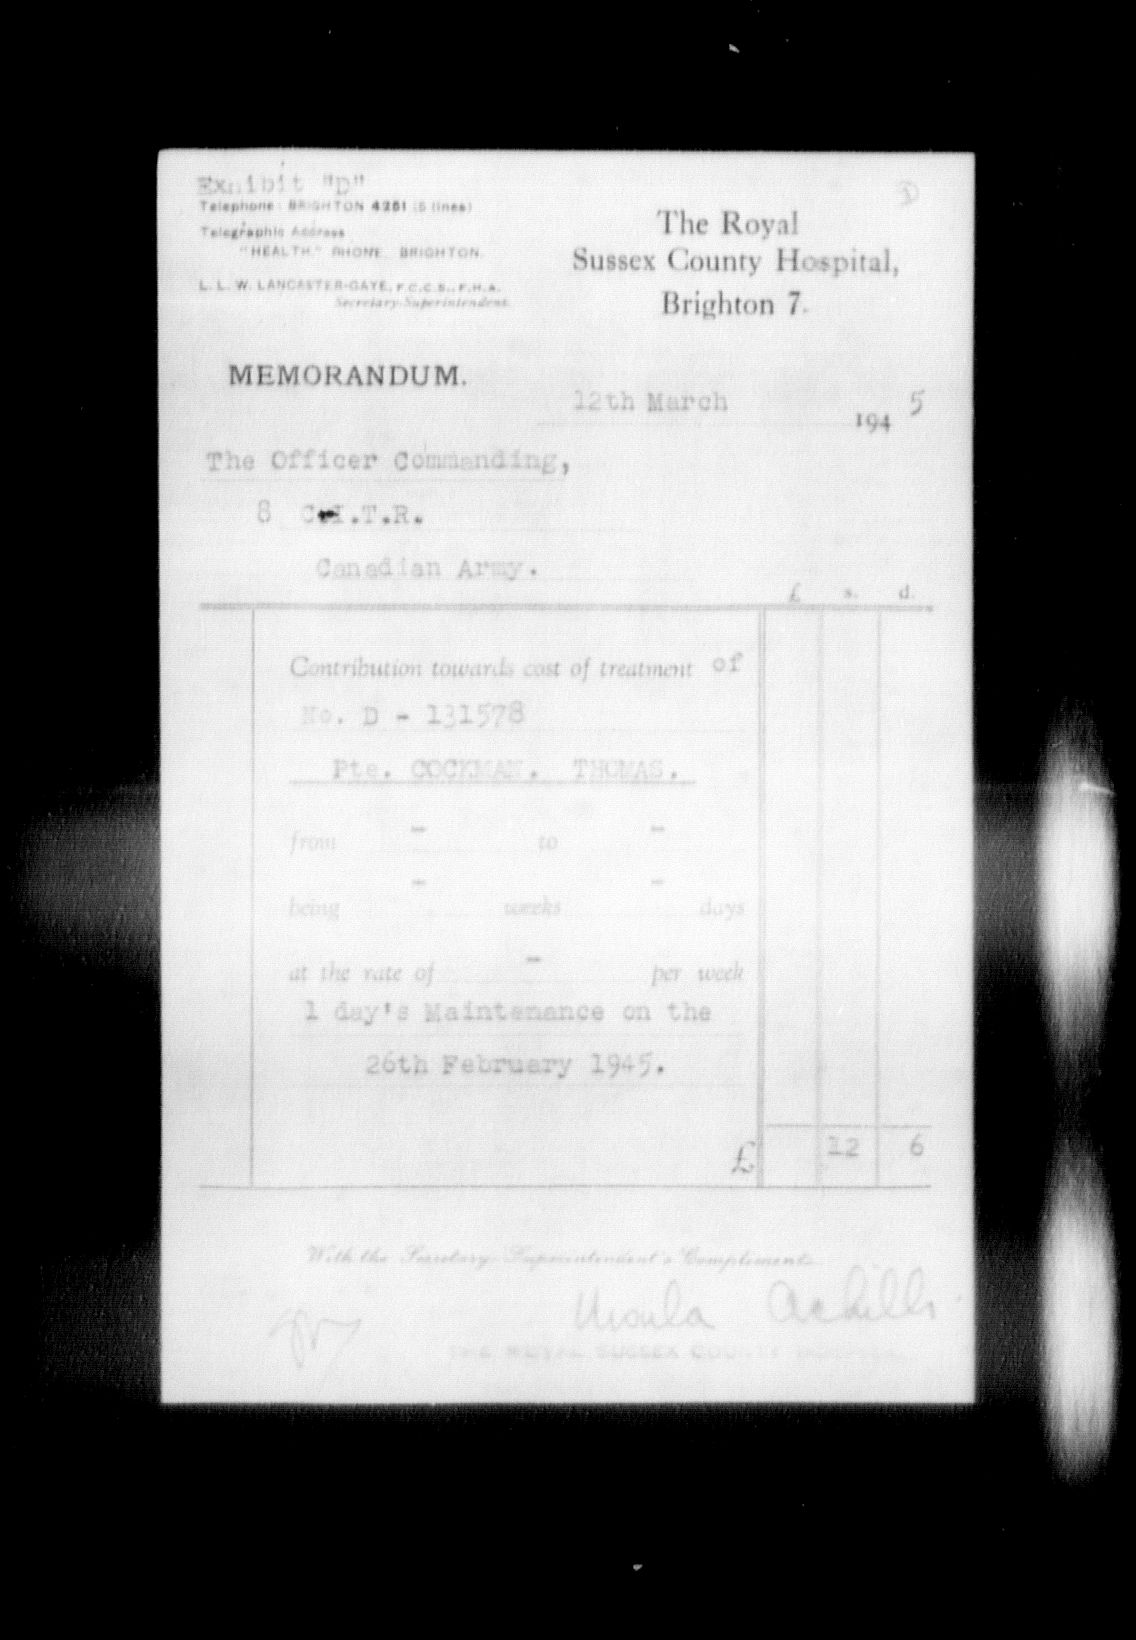 Exhibit "D"
Telephone: BRIGHTON 4251 (5 lines)
Telegraphic Address
"HEALTH," PHONE, BRIGHTON.
L. L. W. LANCASTER-GAYE, F.C.C.S., F.H.A.
Secretary-Superintendent
D
The Royal
Sussex County Hospital,
Brighton 7.
MEMORANDUM.
12th March 1945
The Officer Commanding,
8 C.I.T.R.
Canadian Army.
£ s. d.
Contribution towards cost of treatment of
No. D - 131578
Pte. COCKMAN. THOMAS.
from - to -
being - weeks - days
at the rate of - per week
1 day's Maintenance on the
26th February 1945.
£ 12 6
With the Secretary-Superintendent's Compliments
Ursula Achills.
THE ROYAL SUSSEX COUNTY HOSPITAL